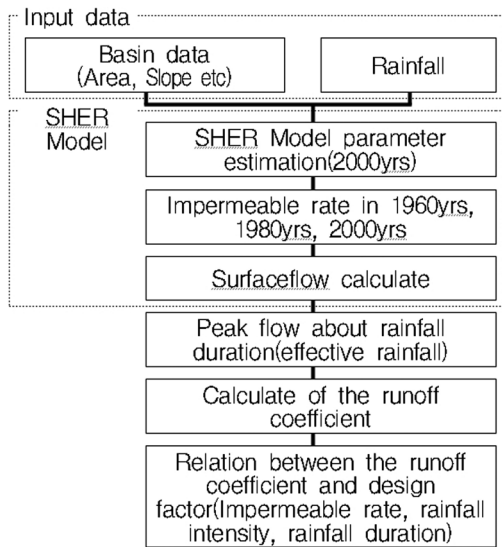 Input data
Basin data
(Area, Slope etc)
Rainfall
SHER
Model
SHER Model parameter
estimation(2000yrs)
Impermeable rate in 1960yrs,
1980yrs, 2000yrs
Surfaceflow calculate
Peak flow about rainfall
duration(effective rainfall)
Calculate of the runoff
coefficient
Relation between the runoff
coefficient and design
factor(Impermeable rate, rainfall
intensity, rainfall duration)